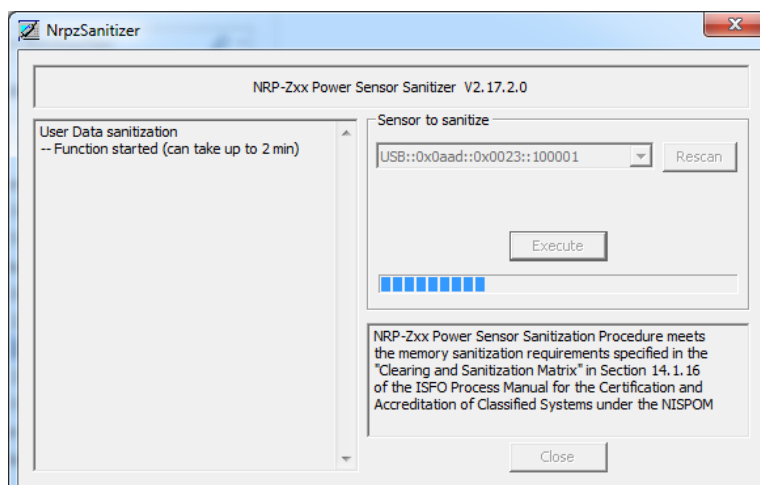 NrpzSanitizer
NRP-Zxx Power Sensor Sanitizer V2.17.2.0
User Data sanitization
-- Function started (can take up to 2 min)
Sensor to sanitize
USB::0x0aad::0x0023::100001
Rescan
Execute
NRP-Zxx Power Sensor Sanitization Procedure meets
the memory sanitization requirements specified in the
"Clearing and Sanitization Matrix" in Section 14.1.16
of the ISFO Process Manual for the Certification and
Accreditation of Classified Systems under the NISPOM
Close